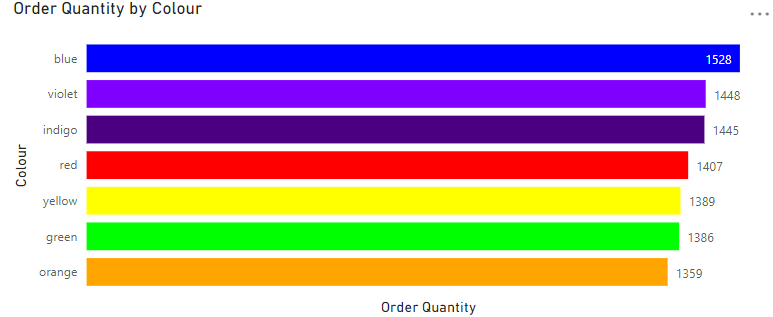 Order Quantity by Colour
blue 1528
violet 1448
indigo 1445
red 1407
yellow 1389
green 1386
orange 1359
Colour
Order Quantity